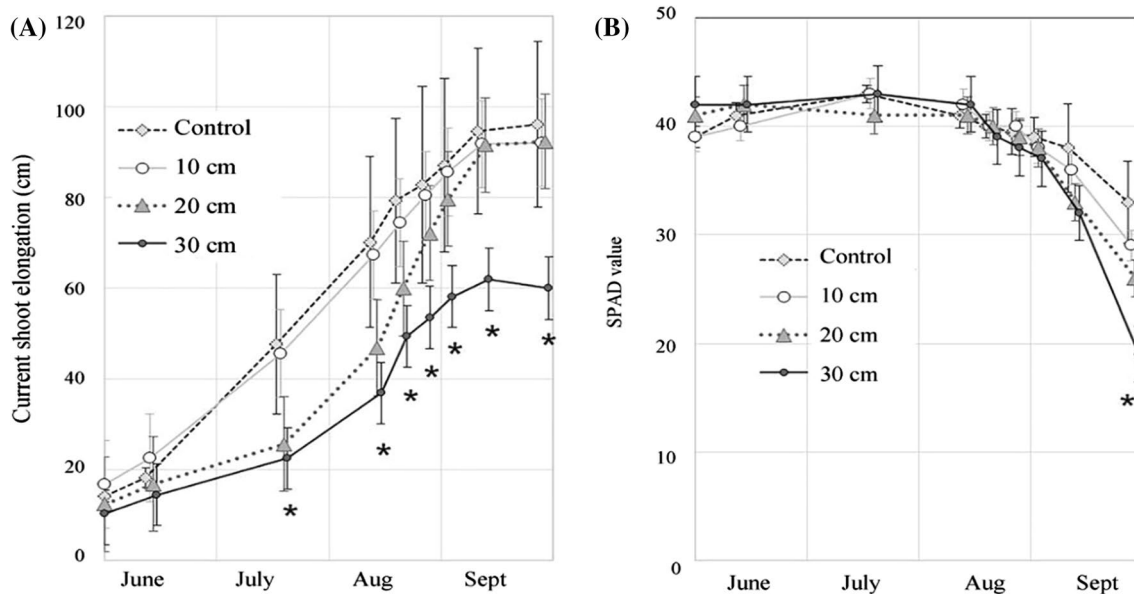 (A)
Current shoot elongation (cm)
120
100
80
60
40
20
0
Control
10 cm
20 cm
30 cm
*
*
*
*
*
*
*
June July Aug Sept
(B)
SPAD value
50
40
30
20
10
0
Control
10 cm
20 cm
30 cm
*
June July Aug Sept